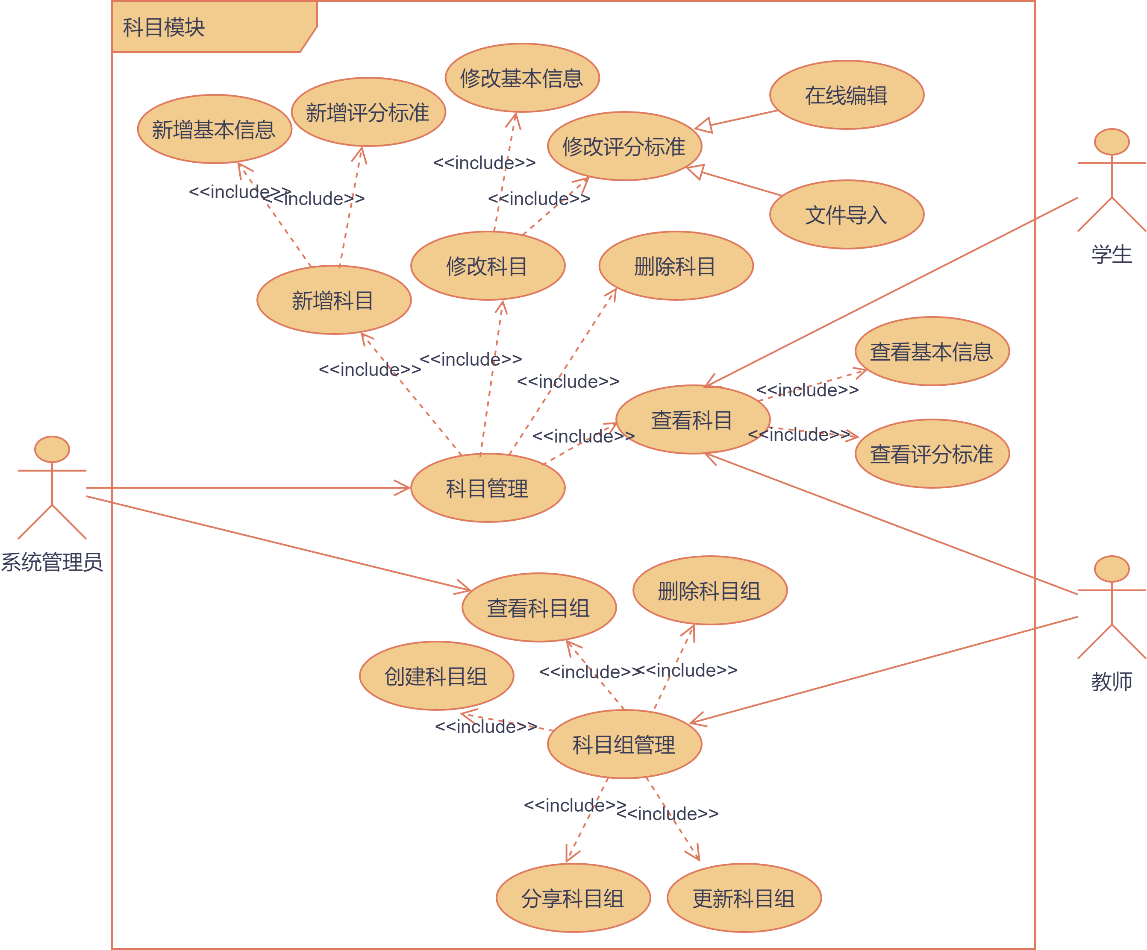 科目模块
修改基本信息
在线编辑
新增评分标准
新增基本信息
修改评分标准
<<include>>
<<include>>
<<include>>
<<include>>
文件导入
学生
修改科目
删除科目
新增科目
查看基本信息
<<include>>
<<include>>
<<include>>
<<include>>
查看科目
<<include>>
<<include>>
查看评分标准
科目管理
系统管理员
查看科目组
删除科目组
<<include>>
<<include>>
创建科目组
教师
<<include>>
科目组管理
<<include>>
<<include>>
分享科目组
更新科目组